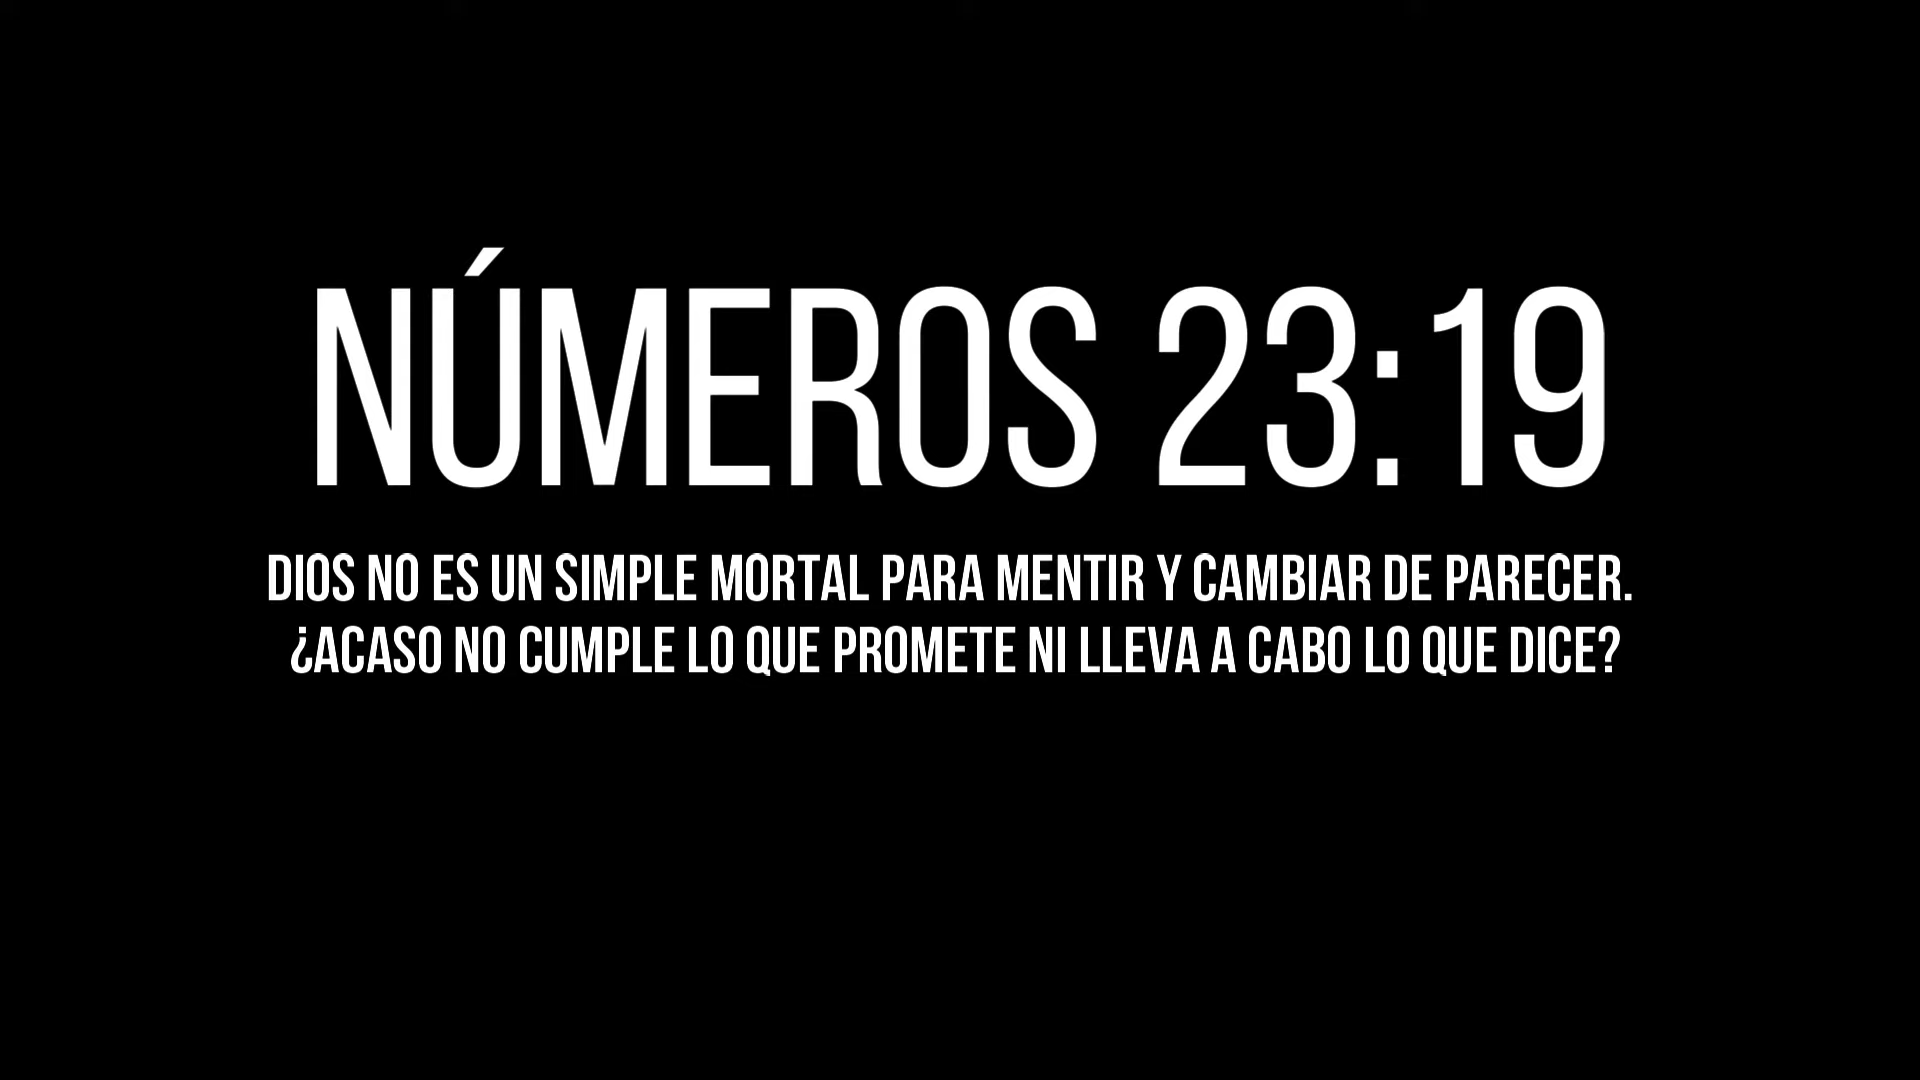 NÚMEROS 23:19
DIOS NO ES UN SIMPLE MORTAL PARA MENTIR Y CAMBIAR DE PARECER.
¿ACASO NO CUMPLE LO QUE PROMETE NI LLEVA A CABO LO QUE DICE?